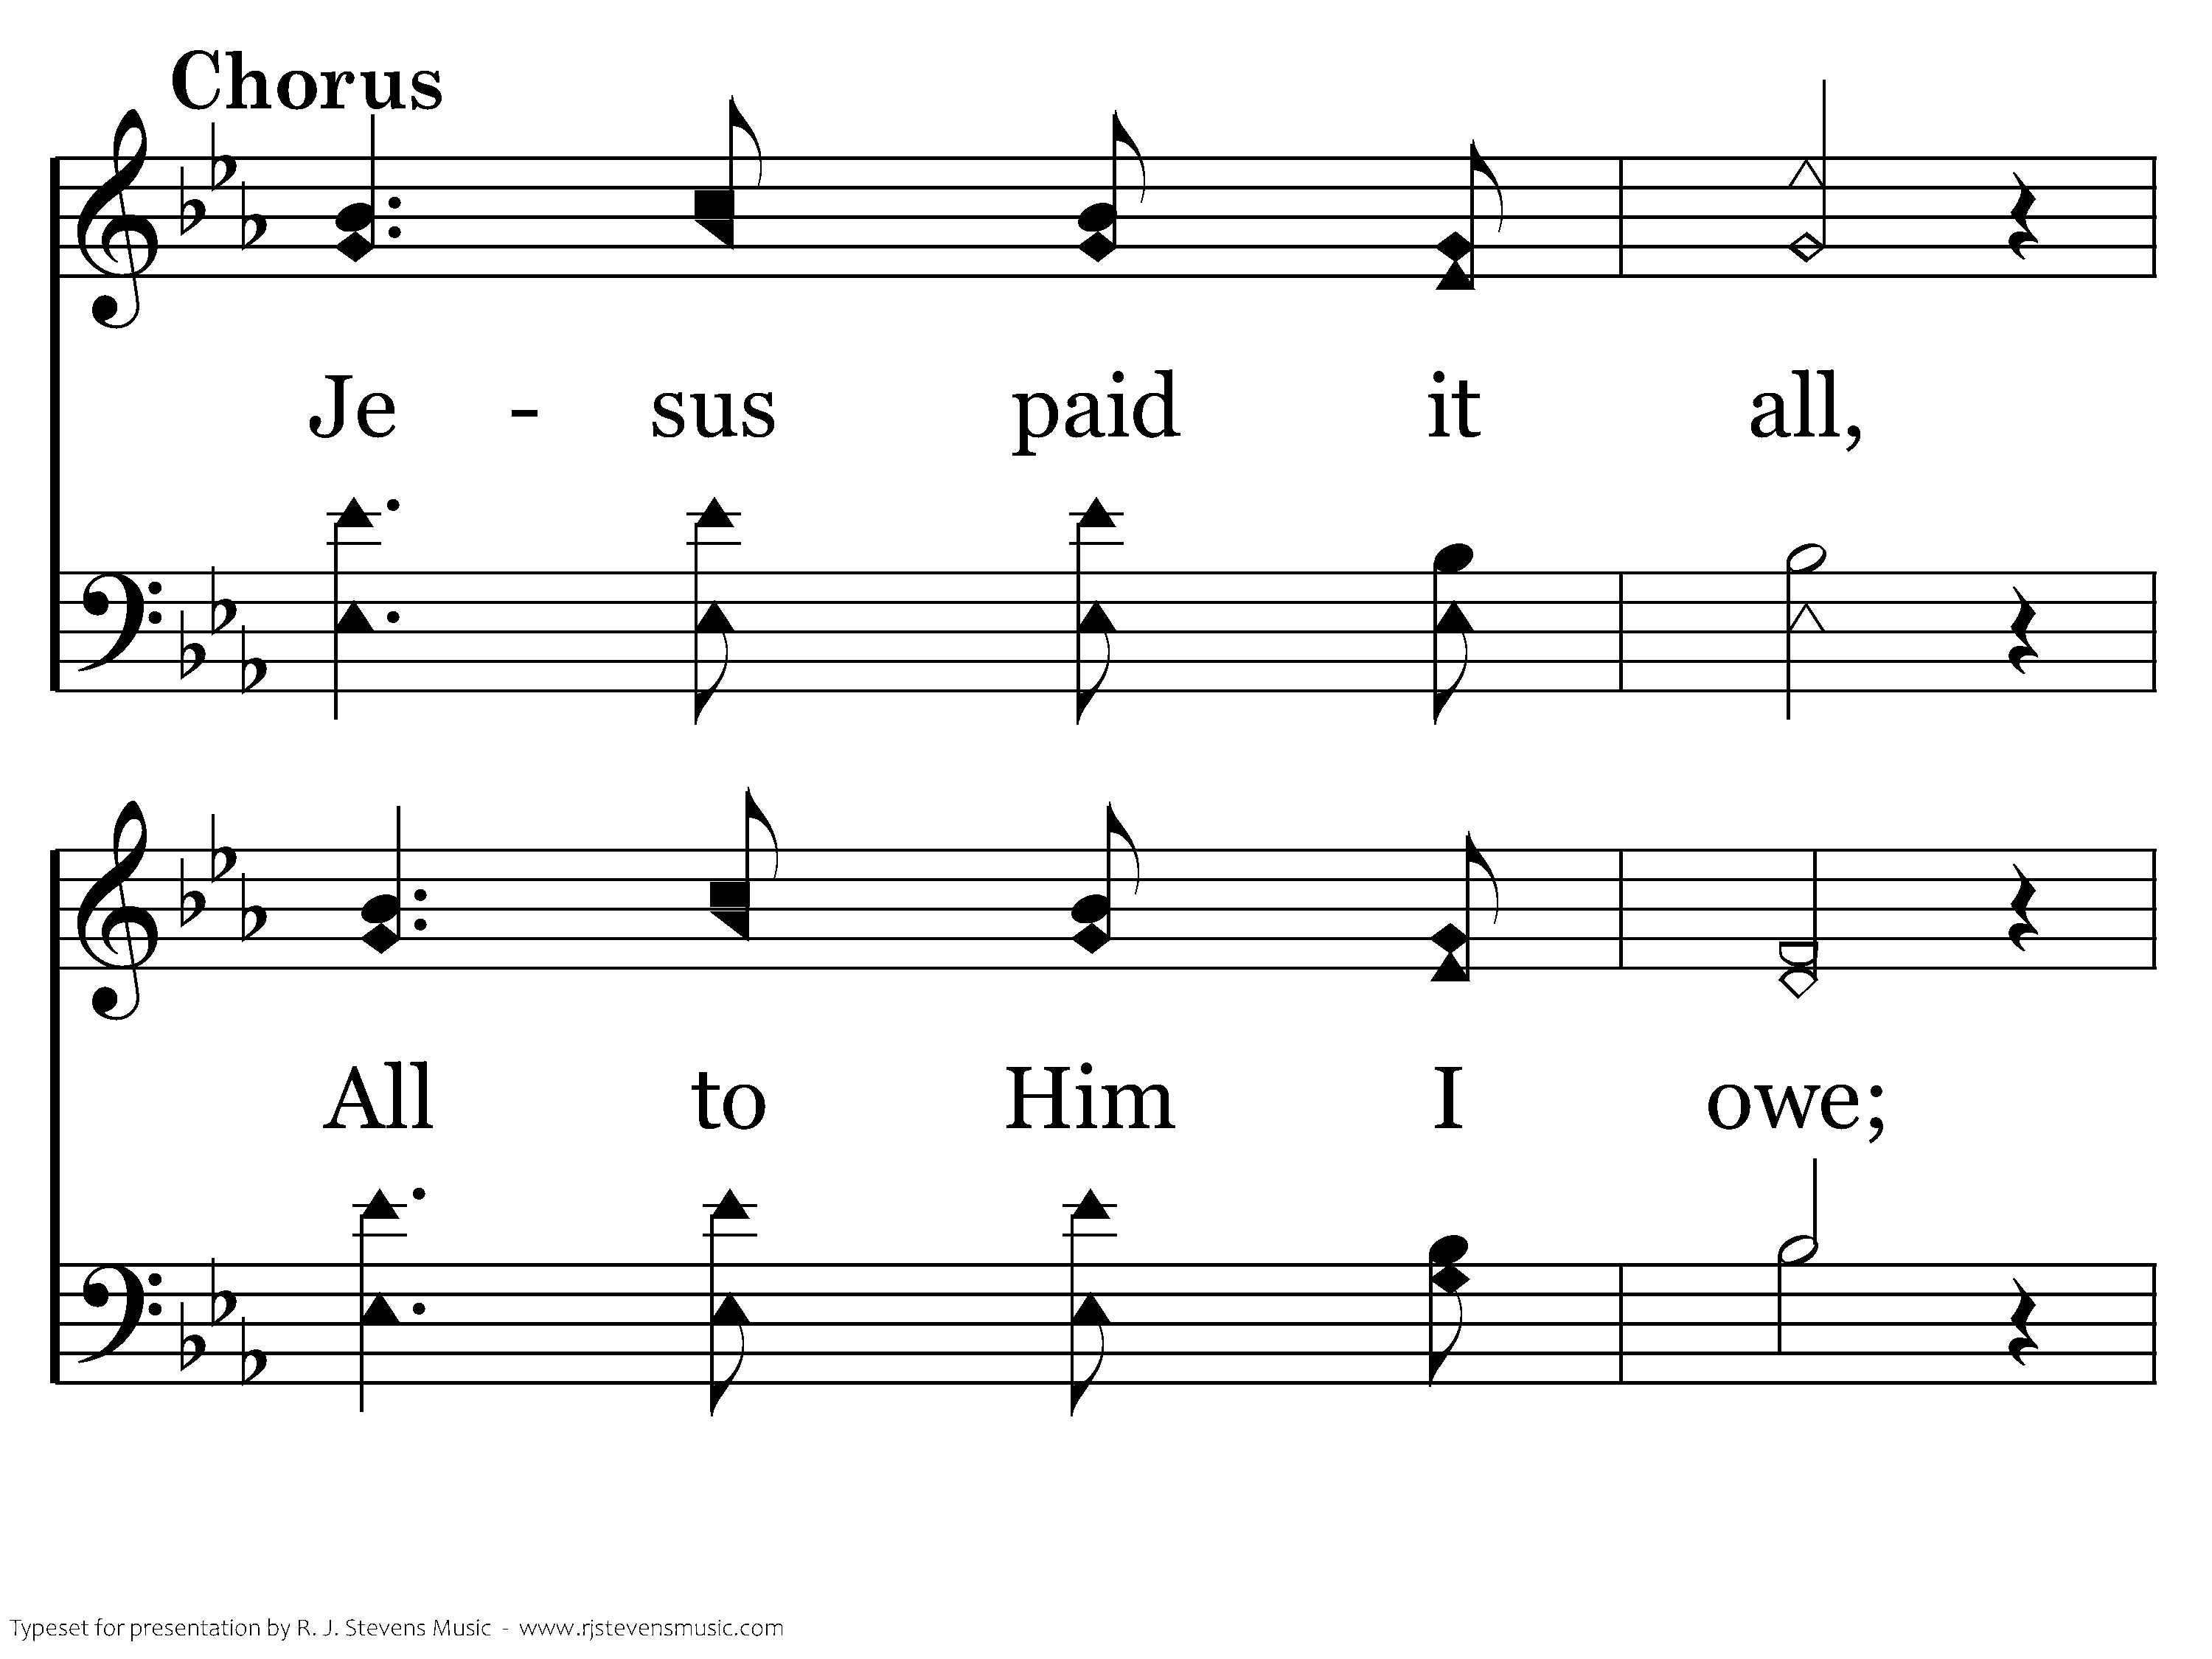 Chorus
Je - sus paid it all,
All to Him I owe;
Typeset for presentation by R. J. Stevens Music - www.rjstevensmusic.com